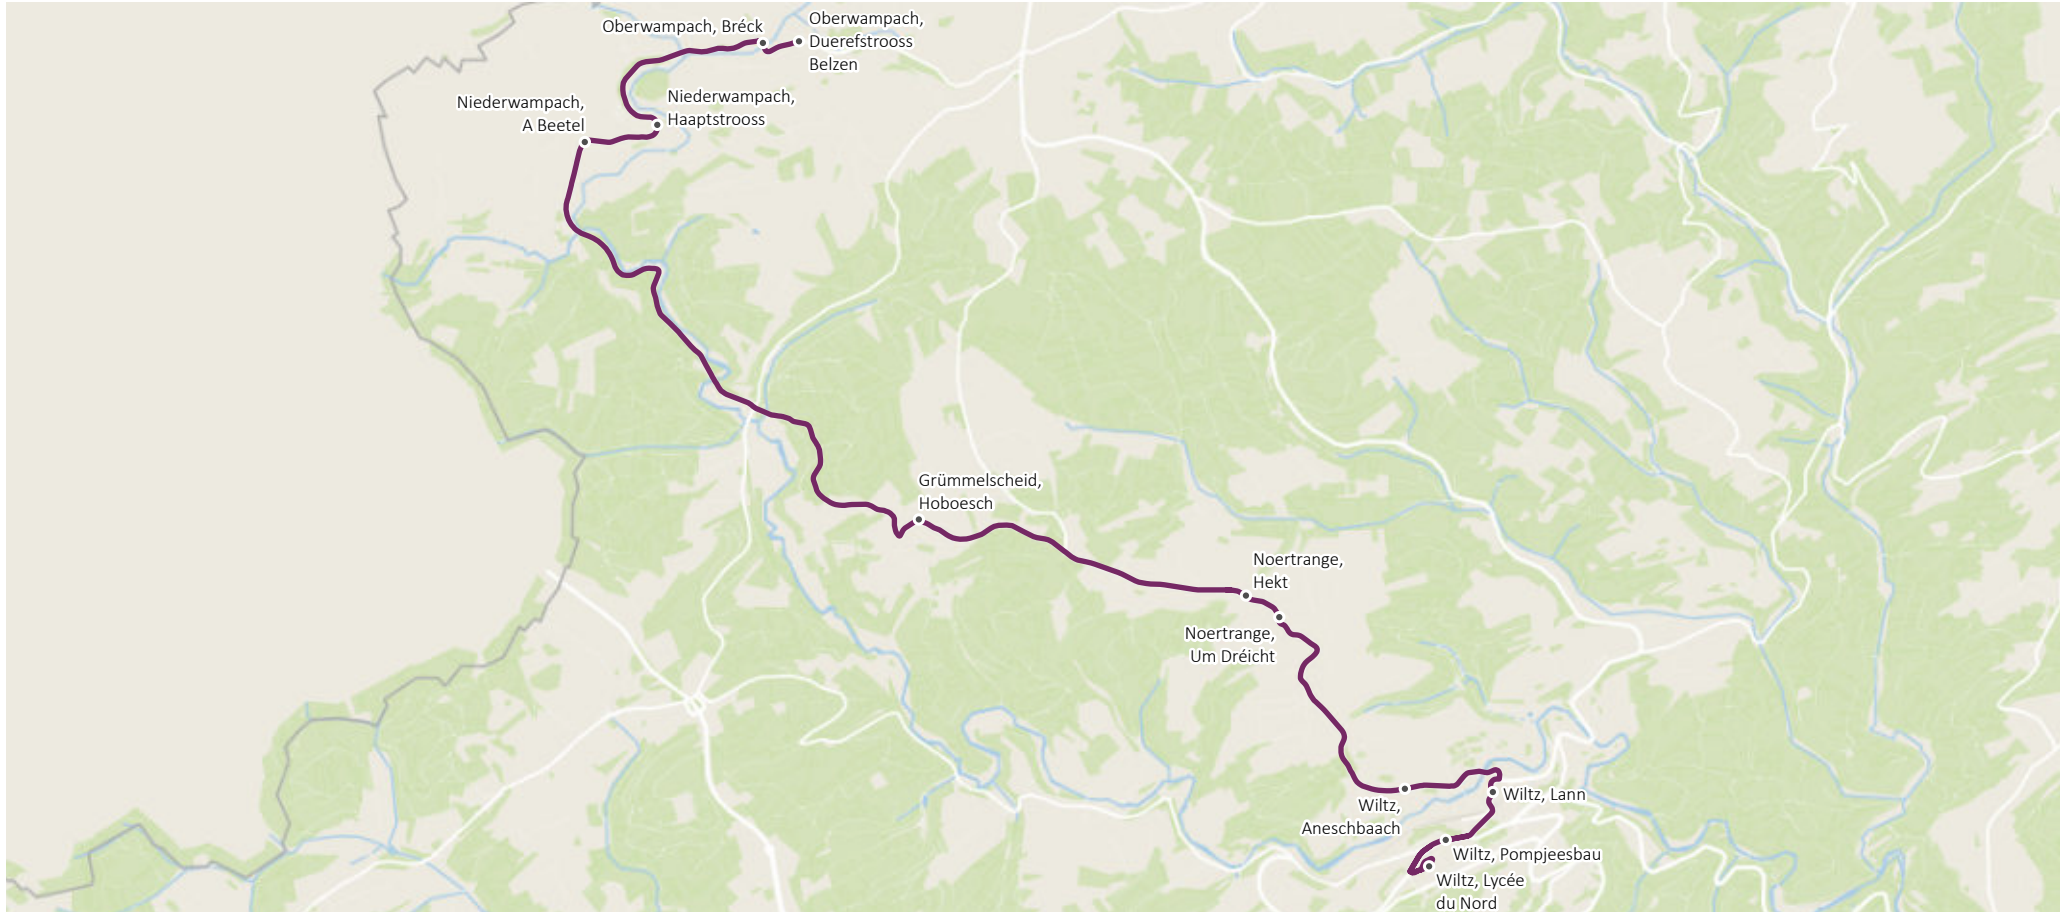 Oberwampach, Bréck
Oberwampach,
Duerefstrooss
Belzen
Niederwampach,
A Beetel
Niederwampach,
Haaptstrooss
Grümmelscheid,
Hoboesch
Noertrange,
Hekt
Noertrange,
Um Dréicht
Wiltz,
Aneschbaach
Wiltz, Lann
Wiltz, Pompjeesbau
Wiltz, Lycée
du Nord